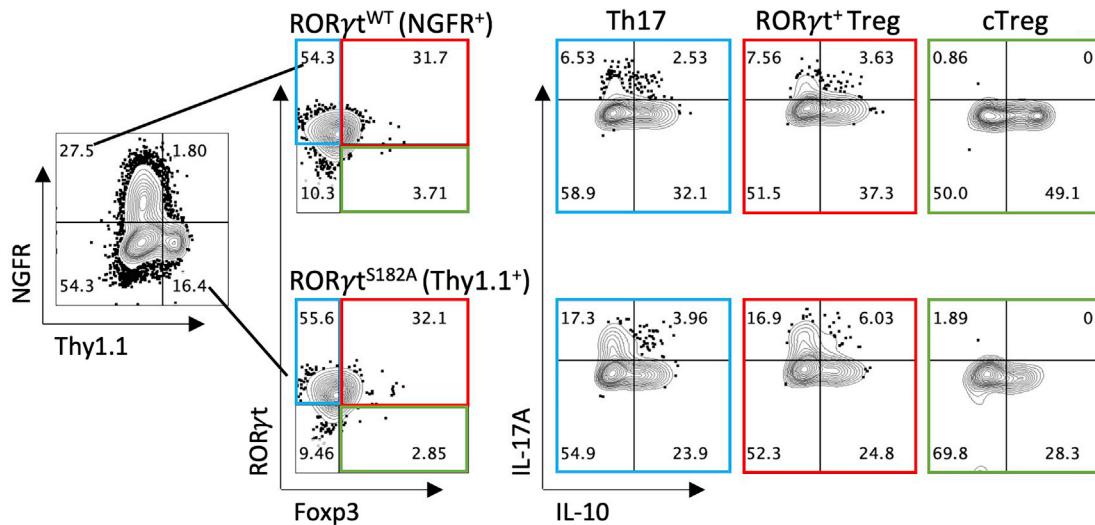 RORγt^WT (NGFR+)
Th17
RORγt+ Treg
cTreg
54.3 31.7
10.3 3.71
6.53 2.53
58.9 32.1
7.56 3.63
51.5 37.3
0.86 0
50.0 49.1
27.5 1.80
54.3 16.4
NGFR
Thy1.1
RORγt^S182A (Thy1.1+)
55.6 32.1
9.46 2.85
17.3 3.96
54.9 23.9
16.9 6.03
52.3 24.8
1.89 0
69.8 28.3
RORγt
Foxp3
IL-17A
IL-10